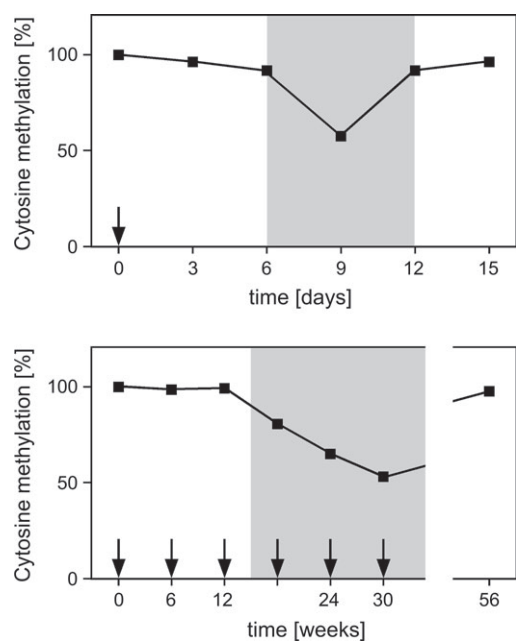 Cytosine methylation [%]
100
50
0
0 3 6 9 12 15
time [days]
Cytosine methylation [%]
100
50
0
0 6 12 24 30 56
time [weeks]